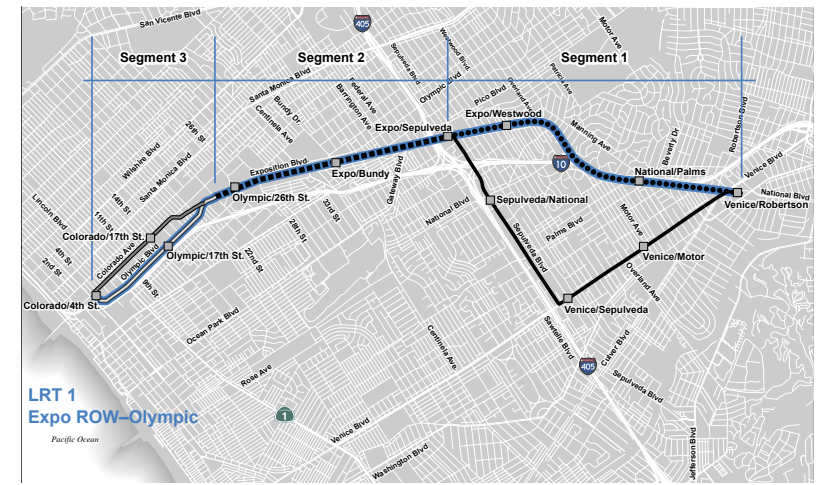 San Vicente Blvd
405
Motor Ave
Segment 3
Segment 2
Segment 1
Westwood Blvd
Sepulveda Blvd
Santa Monica Blvd
Olympic Blvd
Pico Blvd
Overland Ave
Patricia Ave
Federal Ave
Barrington Ave
Bundy Dr.
Centinela Ave
26th St
Wilshire Blvd
Santa Monica Blvd
Expo/Sepulveda
Expo/Westwood
Manning Ave
Beverly Dr
Robertson Blvd
Venice Blvd
10
Exposition Blvd
Expo/Bundy
Gateway Blvd
National/Palms
National Blvd
Venice/Robertson
Olympic/26th St.
Sepulveda/National
National Blvd
Lincoln Blvd
14th St
11th St
4th St
2nd St
Colorado/17th St.
Colorado Ave
Olympic Blvd
Olympic/17th St.
33rd St
28th St
22nd St
9th St
Colorado/4th St.
Palms Blvd
Motor Ave
Sepulveda Blvd
Venice/Motor
Overland Ave
Venice/Sepulveda
Ocean Park Blvd
Centinela Ave.
Sawtelle Blvd
Culver Blvd
405
Sepulveda Blvd
Rose Ave
LRT 1
Expo ROW–Olympic
Pacific Ocean
1
Venice Blvd
Washington Blvd
Jefferson Blvd